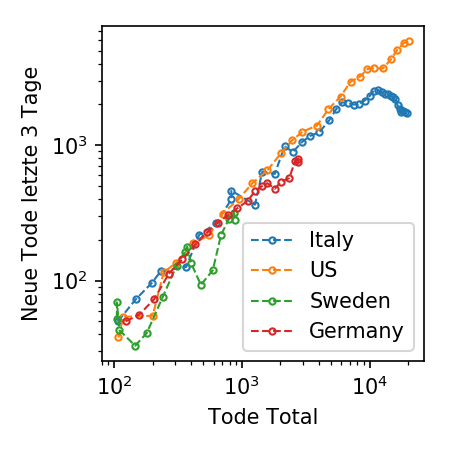 Neue Tode letzte 3 Tage
10³
10²
Italy
US
Sweden
Germany
10² 10³ 10⁴
Tode Total